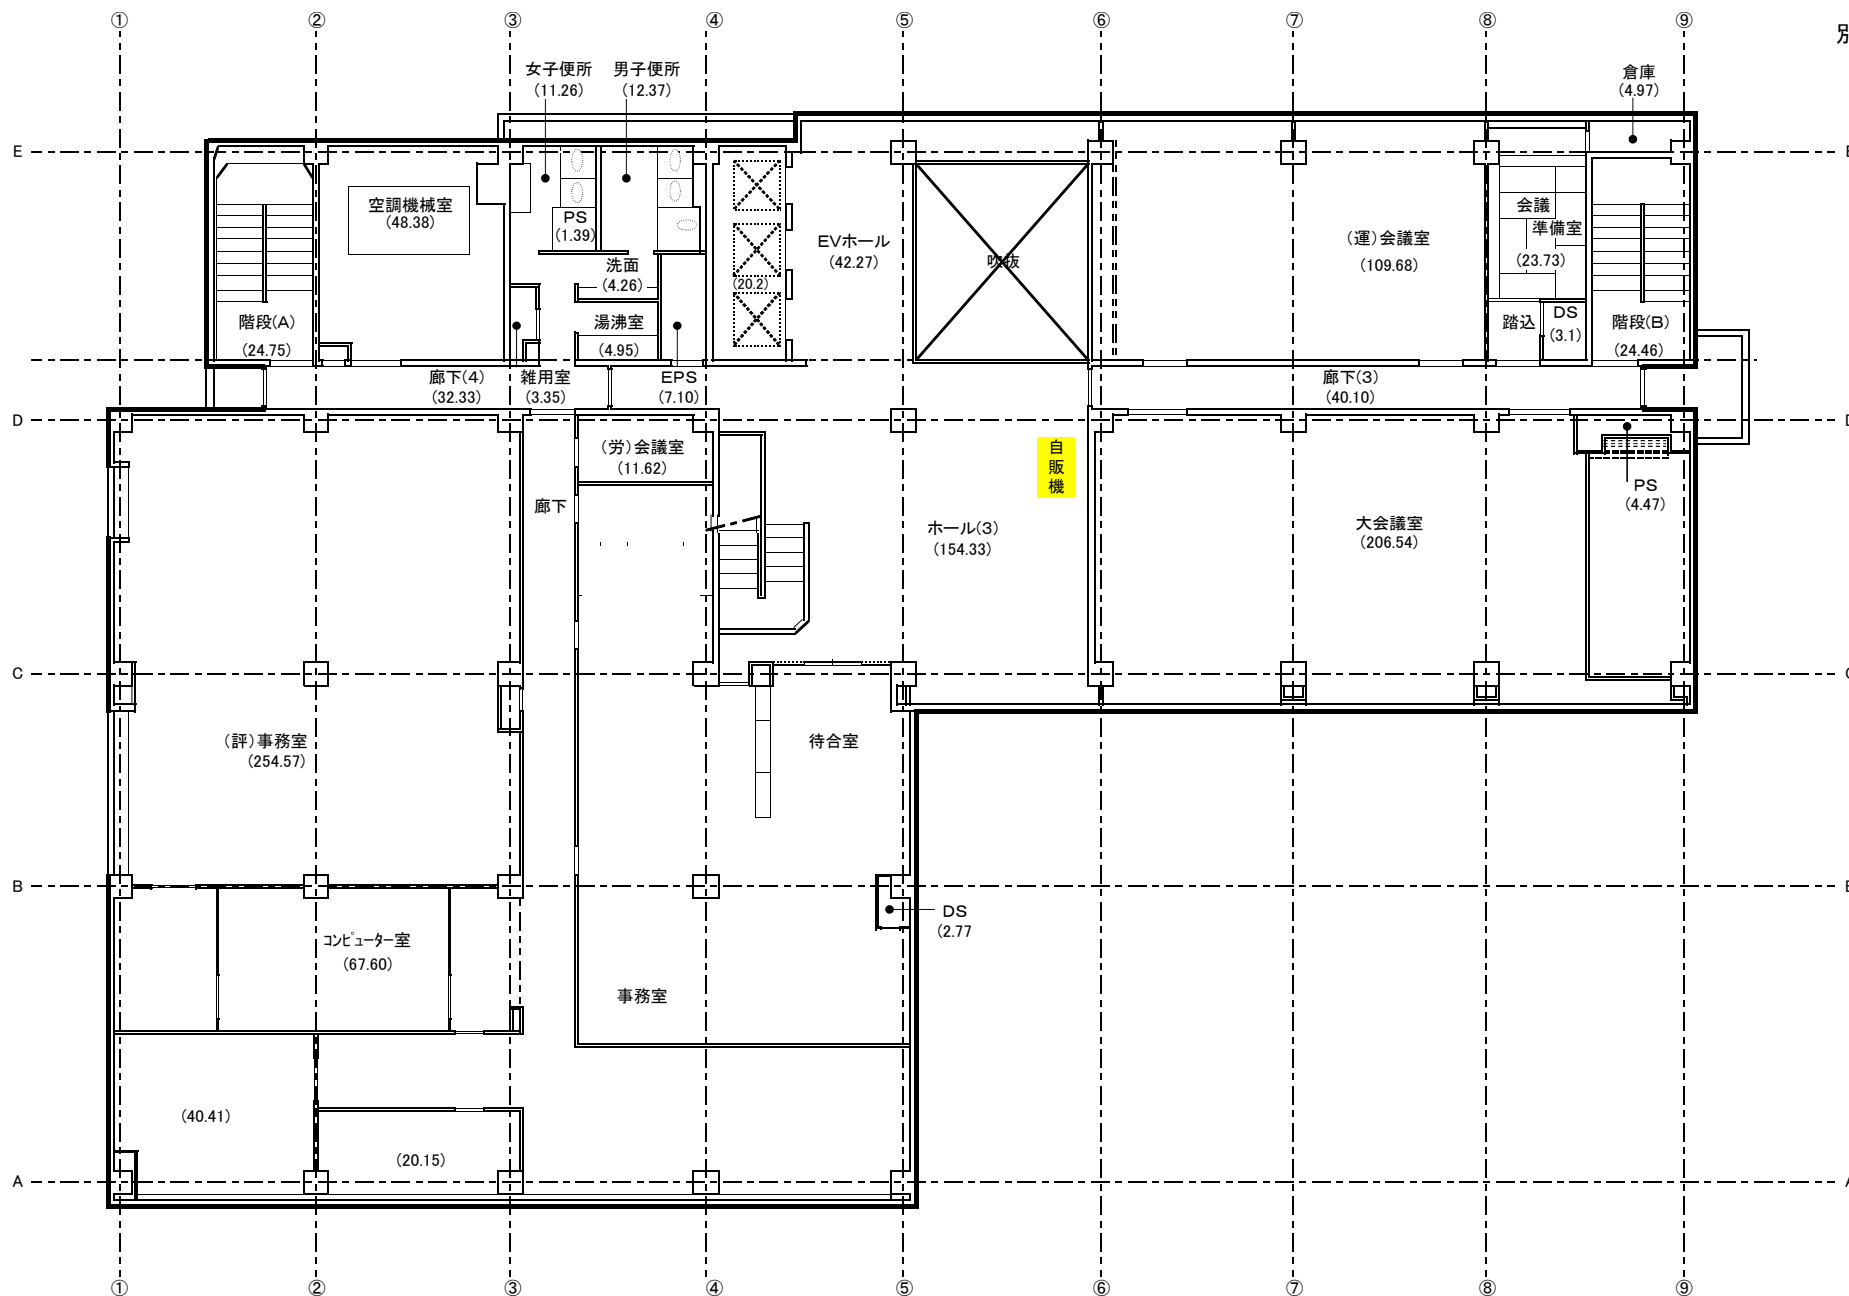 ① ② ③ ④ ⑤ ⑥ ⑦ ⑧ ⑨
女子便所
(11.26)
男子便所
(12.37)
倉庫
(4.97)
E
空調機械室
(48.38)
PS
(1.39)
洗面
(4.26)
湯沸室
(4.95)
(20.2)
EVホール
(42.27)
吹抜
(運)会議室
(109.68)
会議
準備室
(23.73)
踏込
DS
(3.1)
階段(A)
(24.75)
階段(B)
(24.46)
廊下(4)
(32.33)
雑用室
(3.35)
EPS
(7.10)
廊下(3)
(40.10)
D
(労)会議室
(11.62)
自
販
機
廊下
ホール(3)
(154.33)
大会議室
(206.54)
PS
(4.47)
C
(評)事務室
(254.57)
待合室
B
DS
(2.77
コンピューター室
(67.60)
事務室
(40.41)
(20.15)
A
① ② ③ ④ ⑤ ⑥ ⑦ ⑧ ⑨